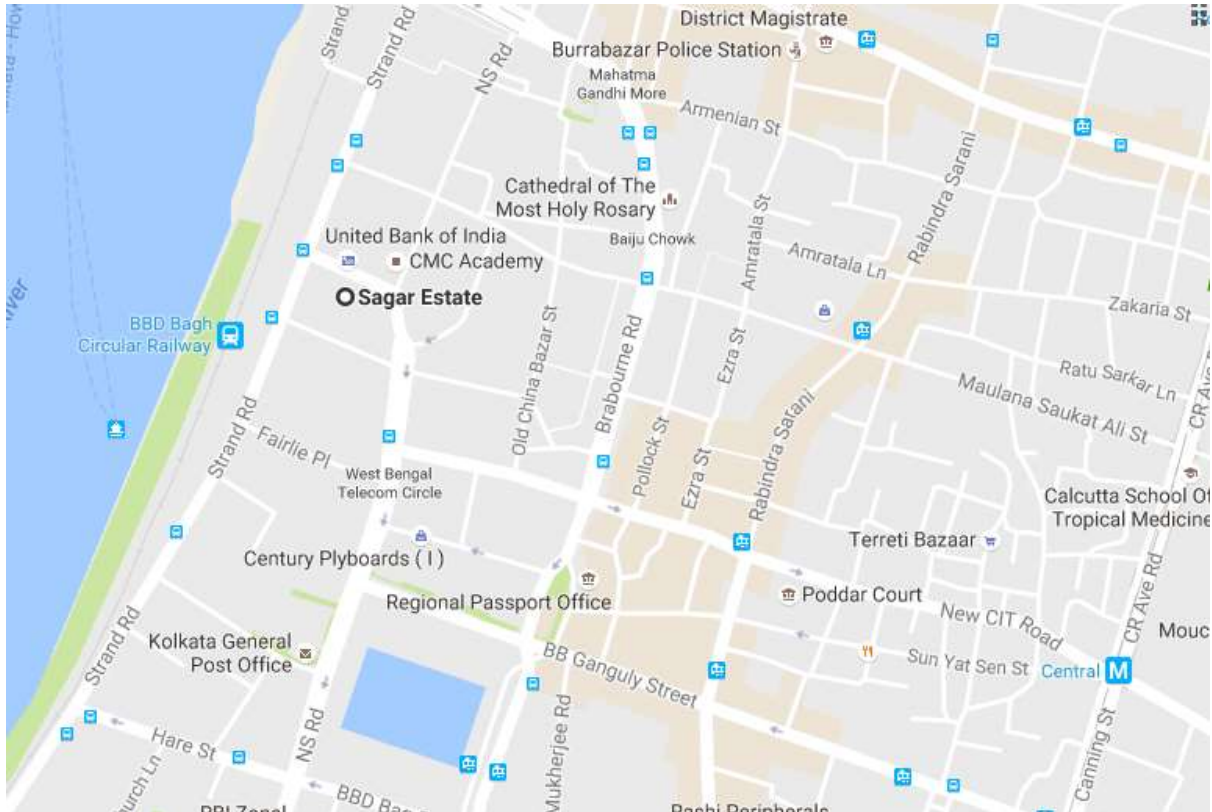 District Magistrate
Burrabazar Police Station
Mahatma
Gandhi More
Strand
Strand Rd
NS Rd
Armenian St
Rabindra Sarani
Cathedral of The
Most Holy Rosary
Baiju Chowk
Amratala St
Amratala Ln
Zakaria St
United Bank of India
CMC Academy
Sagar Estate
BBD Bagh
Circular Railway
Old China Bazar St
Brabourne Rd
Ezra St
Ratu Sarkar Ln
Maulana Saukat Ali St
CR Ave
Strand Rd
Fairlie Pl
West Bengal
Telecom Circle
Pollock St
Ezra St
Rabindra Sarani
Calcutta School Of
Tropical Medicine
Terreti Bazaar
Century Plyboards ( I )
Regional Passport Office
Poddar Court
New CIT Road
CR Ave Rd
Kolkata General
Post Office
Strand Rd
BB Ganguly Street
Sun Yat Sen St
Central
M
Mouc
NS Rd
Hare St
Mukherjee Rd
Canning St
BBD Bag